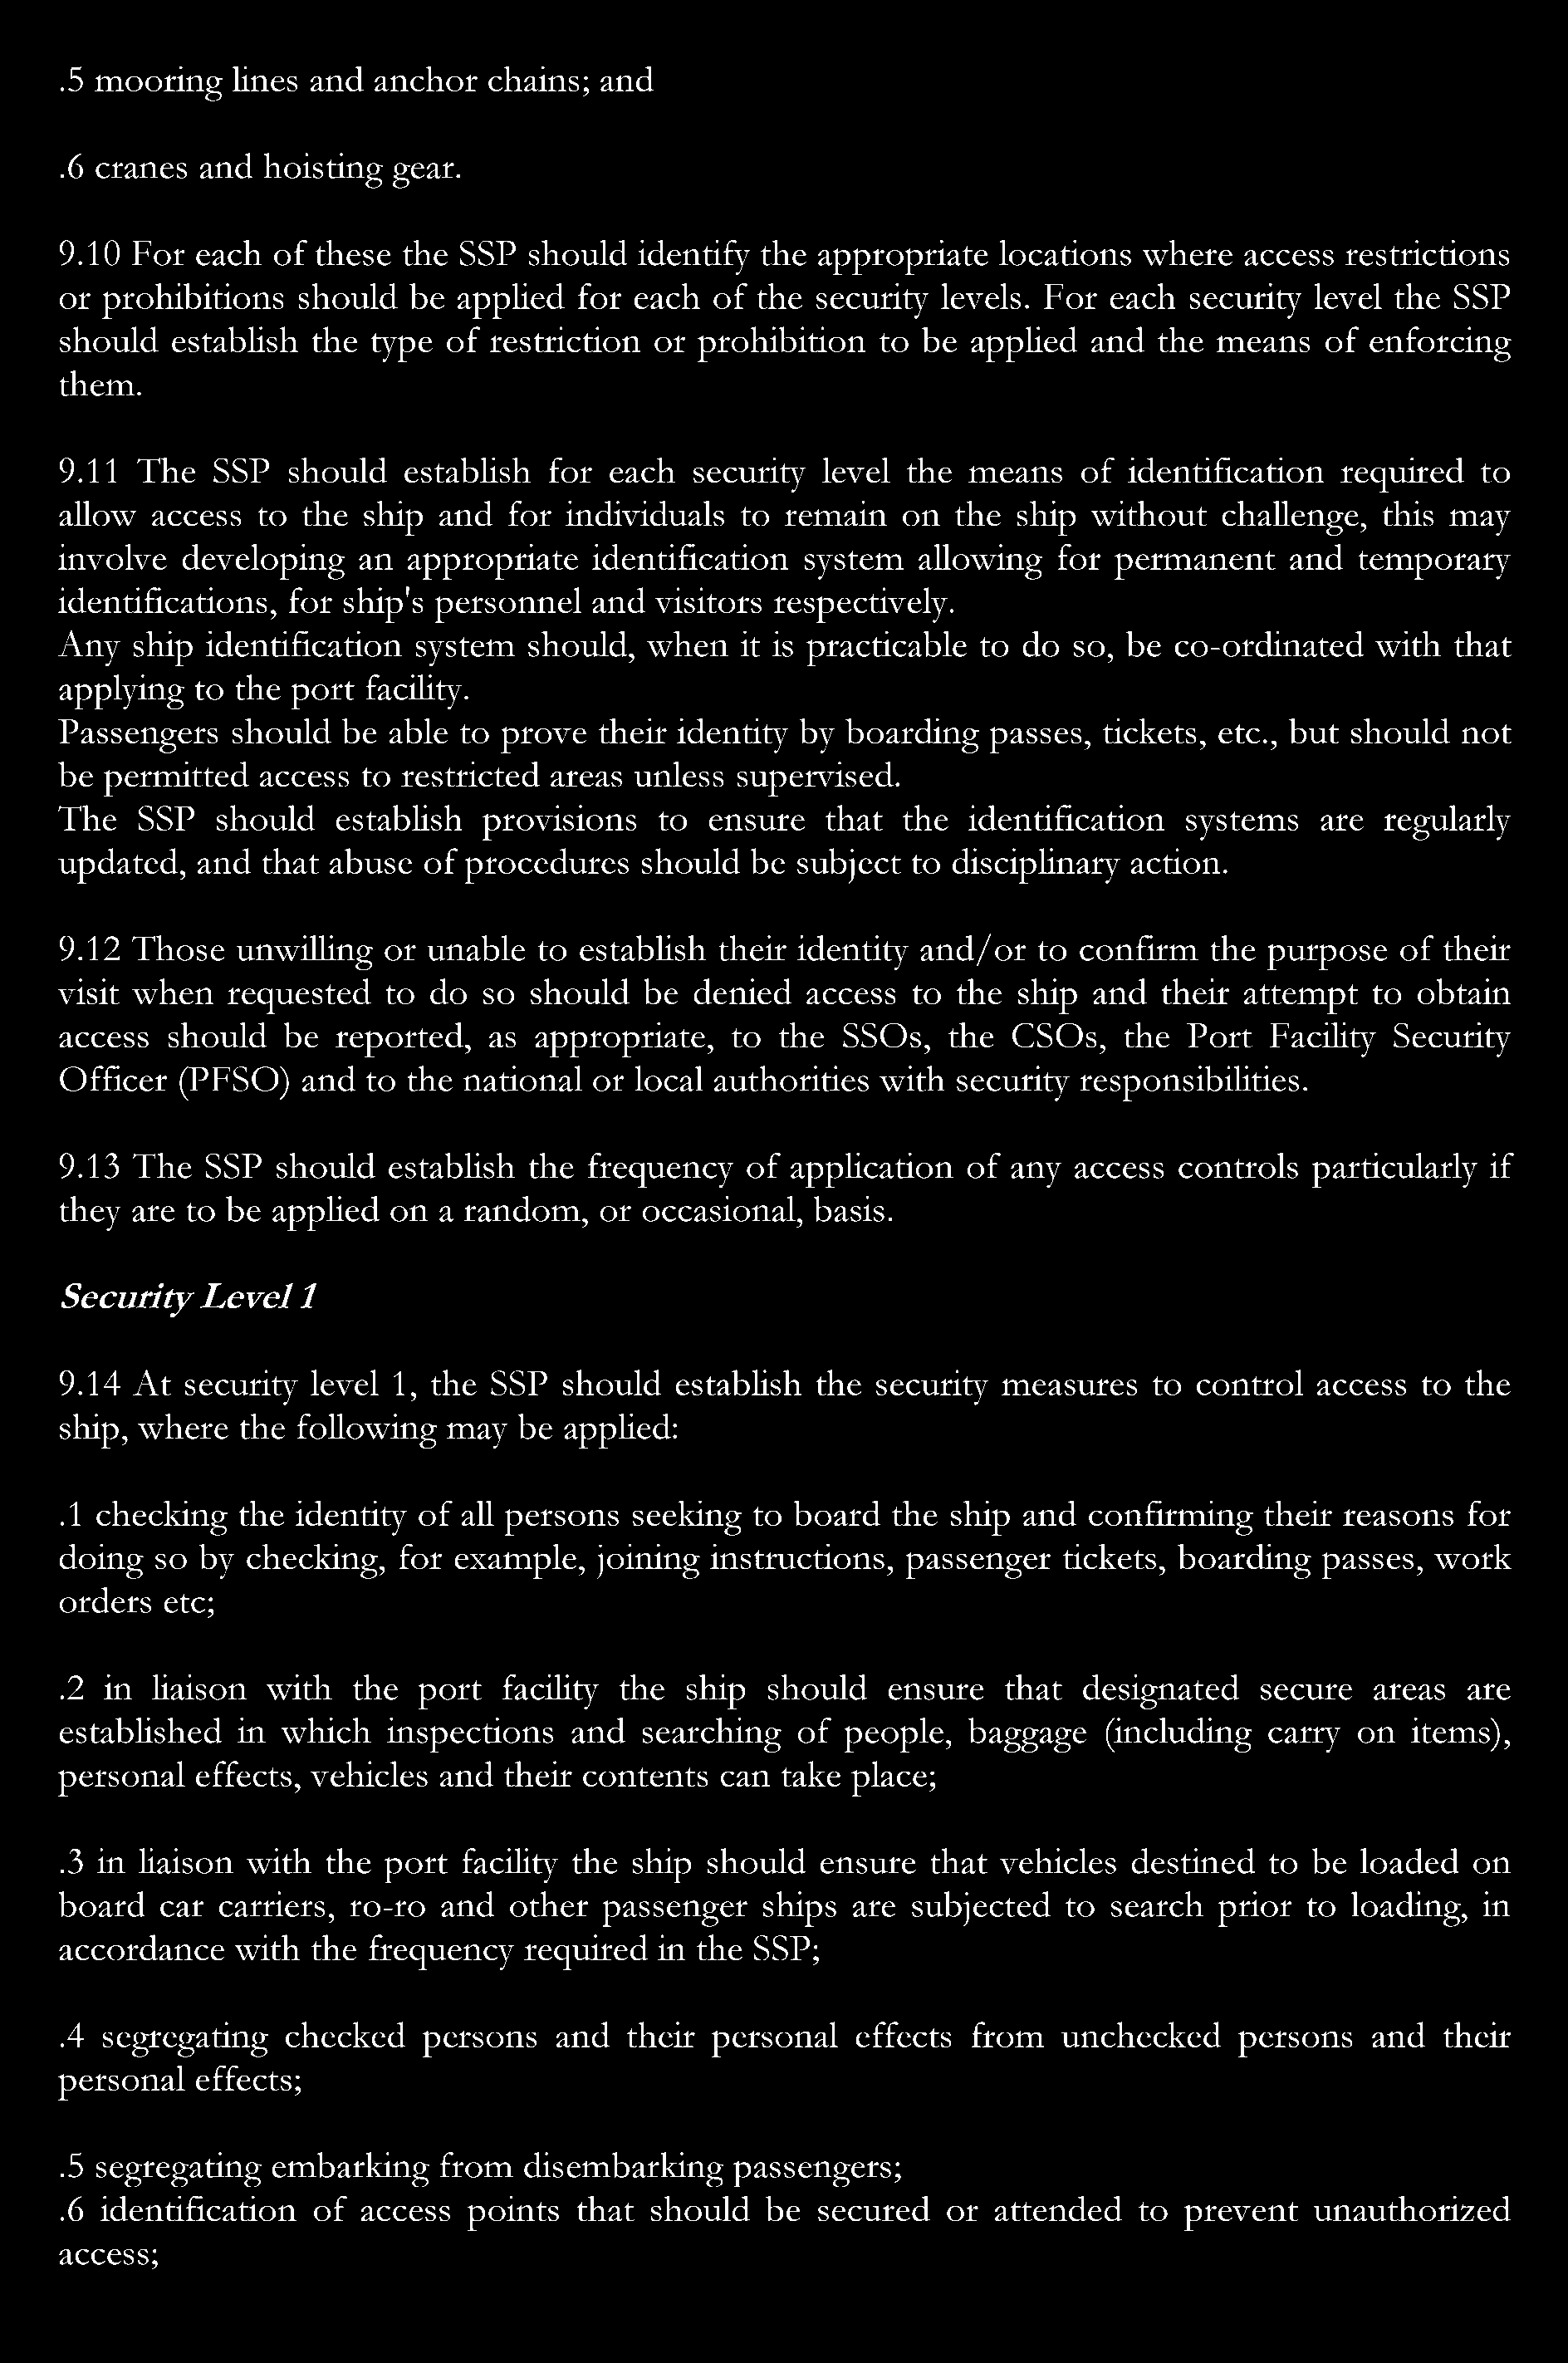 .5 mooring lines and anchor chains; and
.6 cranes and hoisting gear.
9.10 For each of these the SSP should identify the appropriate locations where access restrictions
or prohibitions should be applied for each of the security levels. For each security level the SSP
should establish the type of restriction or prohibition to be applied and the means of enforcing
them.
9.11 The SSP should establish for each security level the means of identification required to
allow access to the ship and for individuals to remain on the ship without challenge, this may
involve developing an appropriate identification system allowing for permanent and temporary
identifications, for ship's personnel and visitors respectively.
Any ship identification system should, when it is practicable to do so, be co-ordinated with that
applying to the port facility.
Passengers should be able to prove their identity by boarding passes, tickets, etc., but should not
be permitted access to restricted areas unless supervised.
The SSP should establish provisions to ensure that the identification systems are regularly
updated, and that abuse of procedures should be subject to disciplinary action.
9.12 Those unwilling or unable to establish their identity and/or to confirm the purpose of their
visit when requested to do so should be denied access to the ship and their attempt to obtain
access should be reported, as appropriate, to the SSOs, the CSOs, the Port Facility Security
Officer (PFSO) and to the national or local authorities with security responsibilities.
9.13 The SSP should establish the frequency of application of any access controls particularly if
they are to be applied on a random, or occasional, basis.
Security Level 1
9.14 At security level 1, the SSP should establish the security measures to control access to the
ship, where the following may be applied:
.1 checking the identity of all persons seeking to board the ship and confirming their reasons for
doing so by checking, for example, joining instructions, passenger tickets, boarding passes, work
orders etc;
.2 in liaison with the port facility the ship should ensure that designated secure areas are
established in which inspections and searching of people, baggage (including carry on items),
personal effects, vehicles and their contents can take place;
.3 in liaison with the port facility the ship should ensure that vehicles destined to be loaded on
board car carriers, ro-ro and other passenger ships are subjected to search prior to loading, in
accordance with the frequency required in the SSP;
.4 segregating checked persons and their personal effects from unchecked persons and their
personal effects;
.5 segregating embarking from disembarking passengers;
.6 identification of access points that should be secured or attended to prevent unauthorized
access;